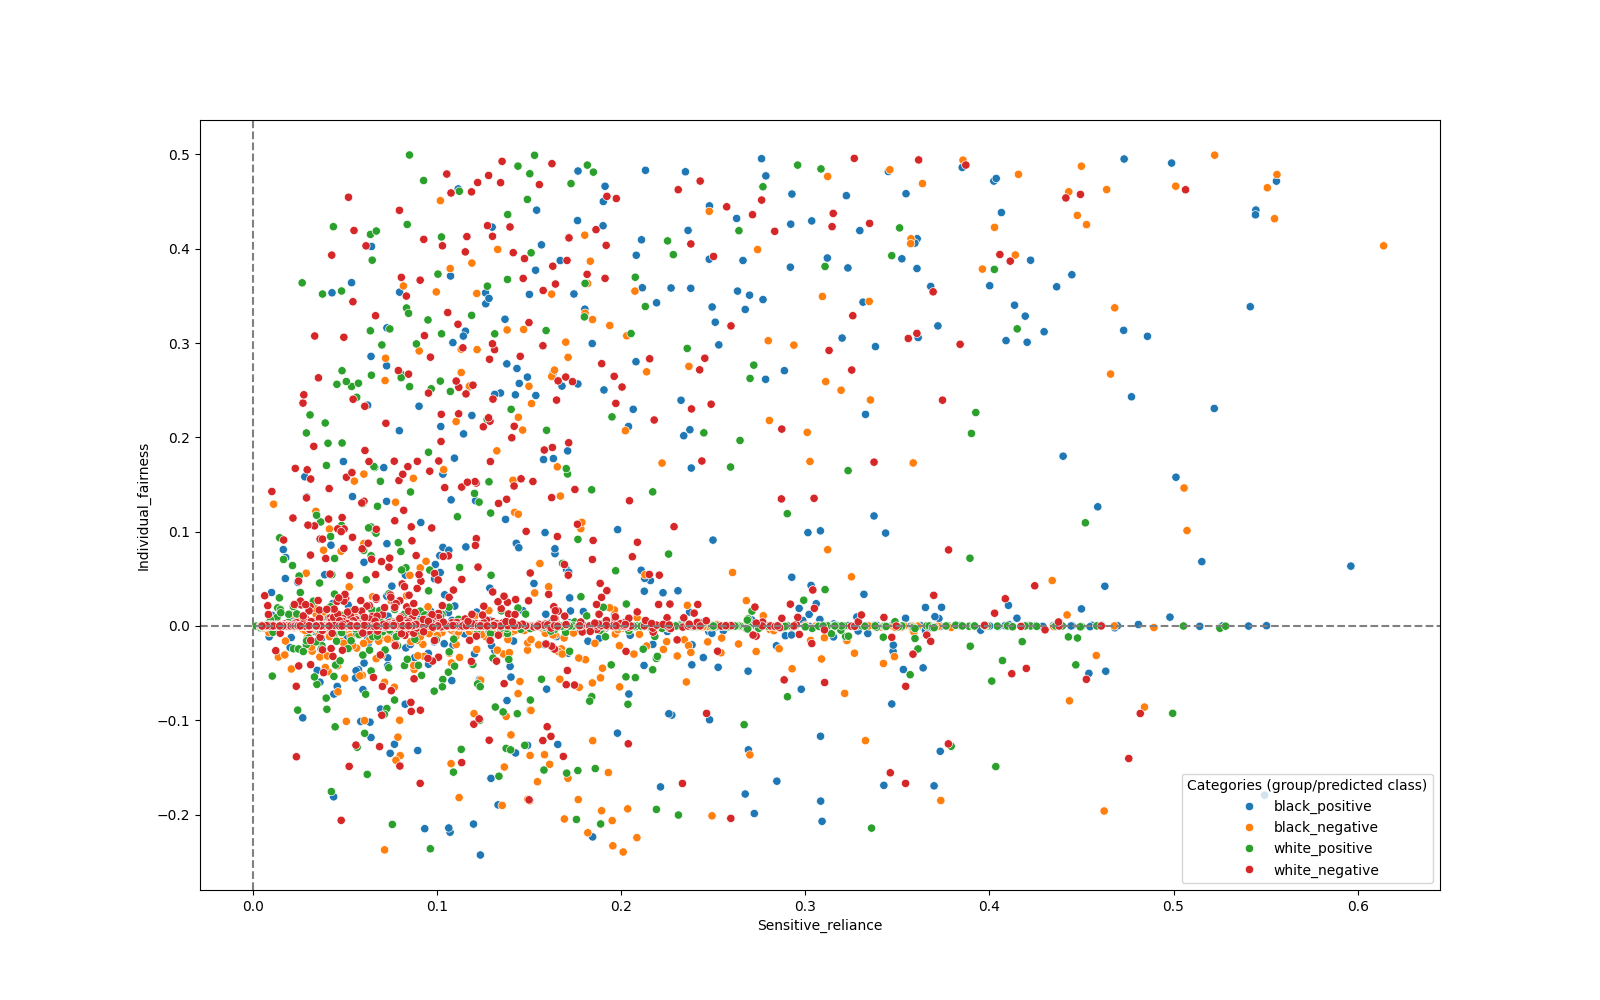 0.5
0.4
0.3
0.2
0.1
0.0
−0.1
−0.2
Individual_fairness
0.0 0.1 0.2 0.3 0.4 0.5 0.6
Sensitive_reliance
Categories (group/predicted class)
black_positive
black_negative
white_positive
white_negative